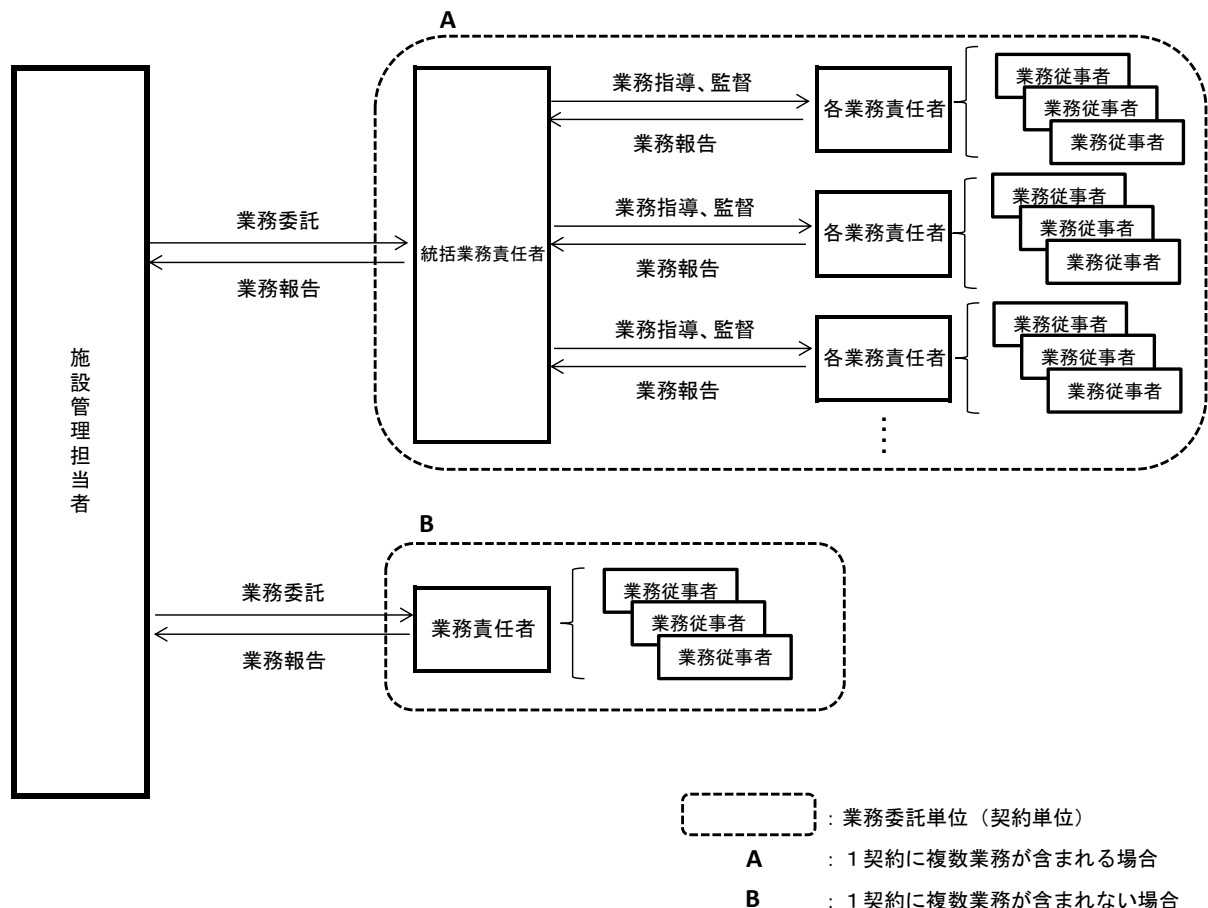 A
業務指導、監督
業務報告
各業務責任者
業務従事者
業務従事者
業務従事者
業務委託
業務報告
統括業務責任者
業務指導、監督
業務報告
各業務責任者
業務従事者
業務従事者
業務従事者
業務指導、監督
業務報告
各業務責任者
業務従事者
業務従事者
業務従事者
施設管理担当者
B
業務委託
業務報告
業務責任者
業務従事者
業務従事者
業務従事者
：業務委託単位（契約単位）
A ：１契約に複数業務が含まれる場合
B ：１契約に複数業務が含まれない場合